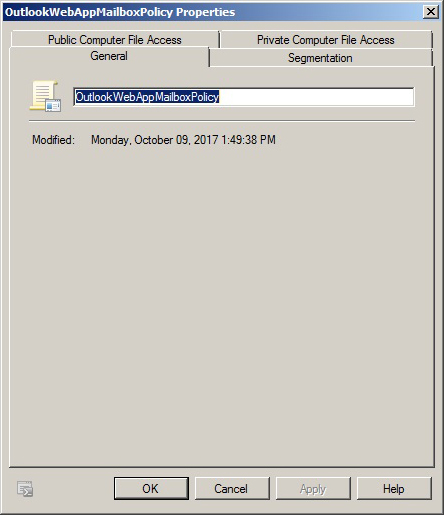 OutlookWebAppMailboxPolicy Properties
Public Computer File Access
Private Computer File Access
General
Segmentation
OutlookWebAppMailboxPolicy
Modified: Monday, October 09, 2017 1:49:38 PM
OK
Cancel
Apply
Help